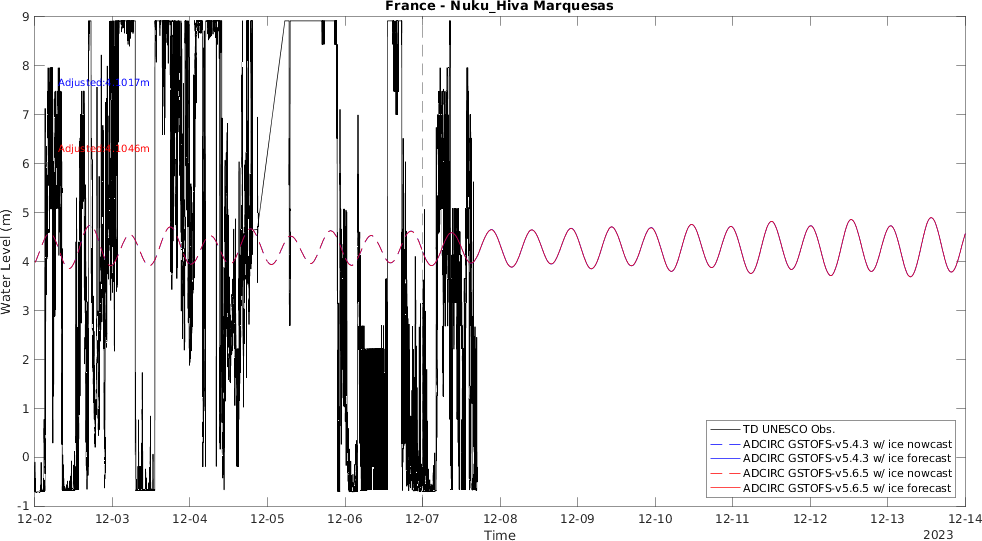 France - Nuku_Hiva Marquesas
9
8
7
6
5
4
3
2
1
0
-1
Water Level (m)
Adjusted:4.1017m
Adjusted:4.1046m
TD UNESCO Obs.
ADCIRC GSTOFS-v5.4.3 w/ ice nowcast
ADCIRC GSTOFS-v5.4.3 w/ ice forecast
ADCIRC GSTOFS-v5.6.5 w/ ice nowcast
ADCIRC GSTOFS-v5.6.5 w/ ice forecast
12-02 12-03 12-04 12-05 12-06 12-07 12-08 12-09 12-10 12-11 12-12 12-13 12-14
Time
2023